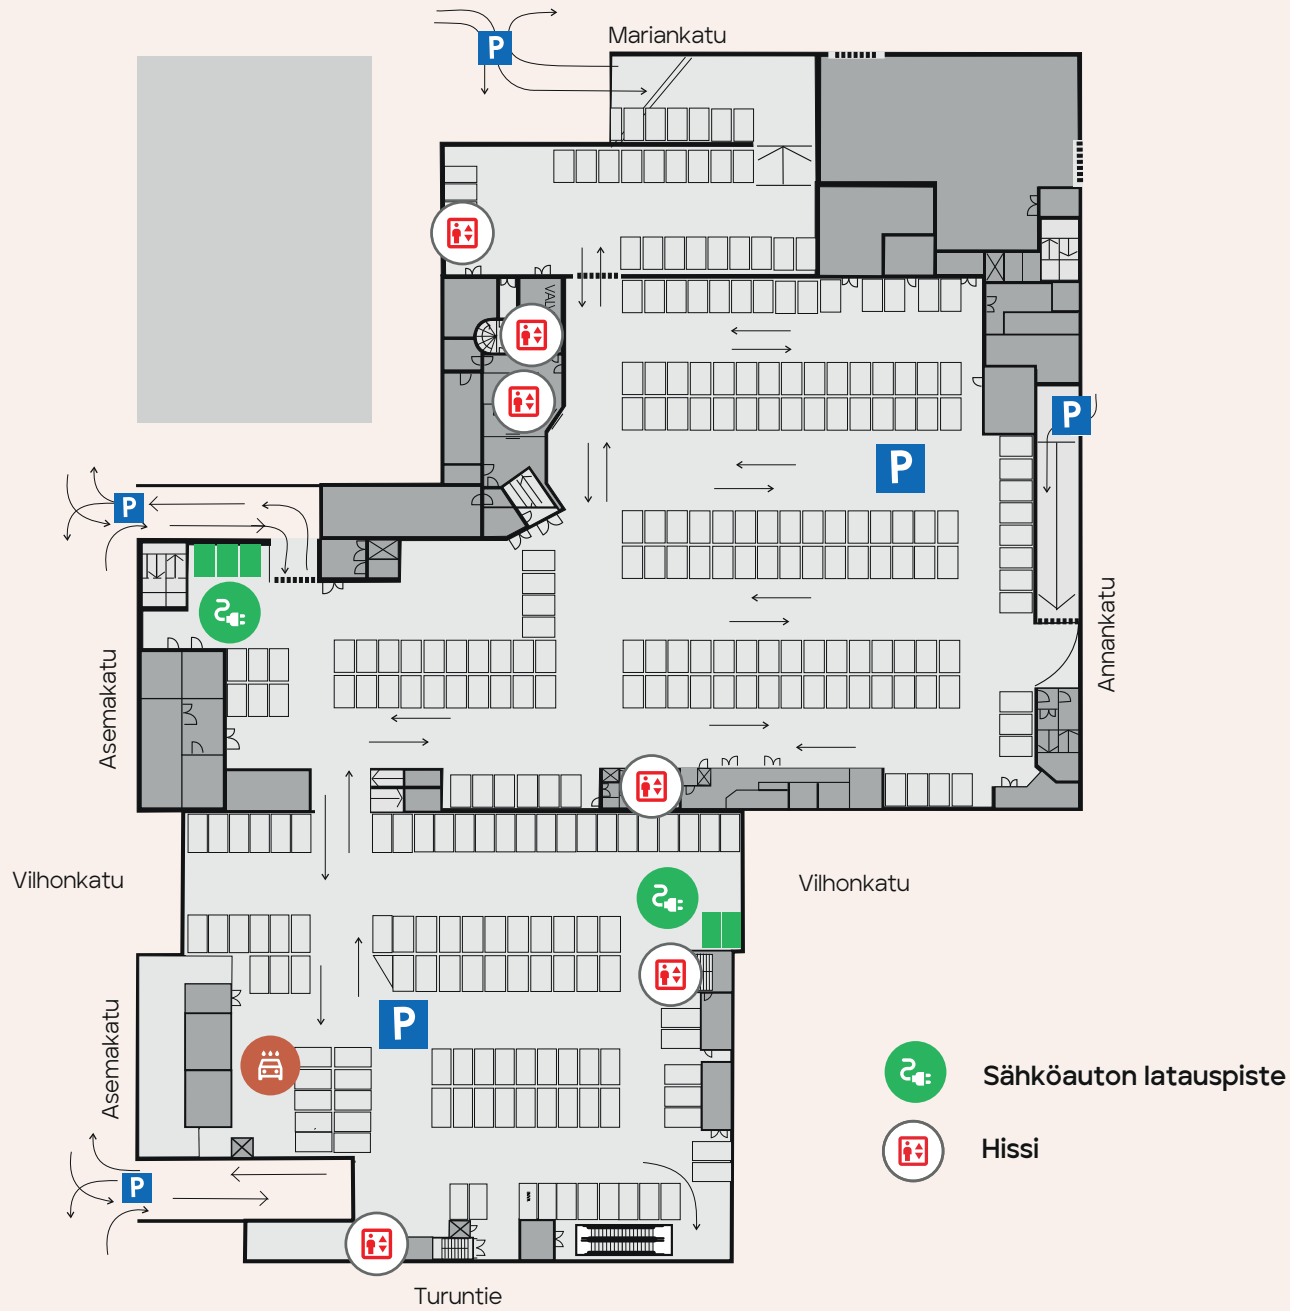 P
Mariankatu
P
P
P
Annankatu
Asemakatu
Vilhonkatu
Vilhonkatu
P
Asemakatu
Sähköauton latauspiste
Hissi
P
Turuntie